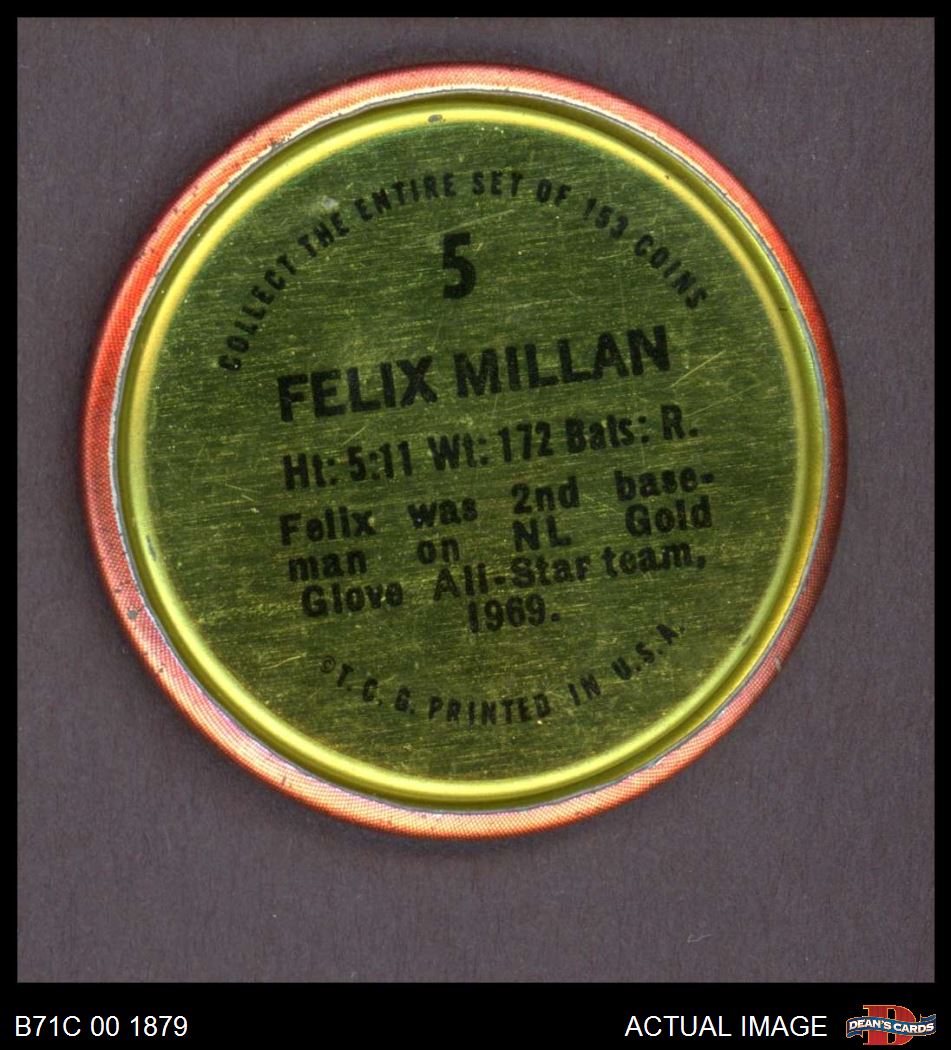 COLLECT THE ENTIRE SET OF 153 COINS
5
FELIX MILLAN
Ht: 5:11 Wt: 172 Bats: R.
Felix was 2nd base-
man on NL Gold
Glove All-Star team,
1969.
©T. C. G. PRINTED IN U.S.A.
B71C 00 1879
ACTUAL IMAGE
DEAN'S CARDS